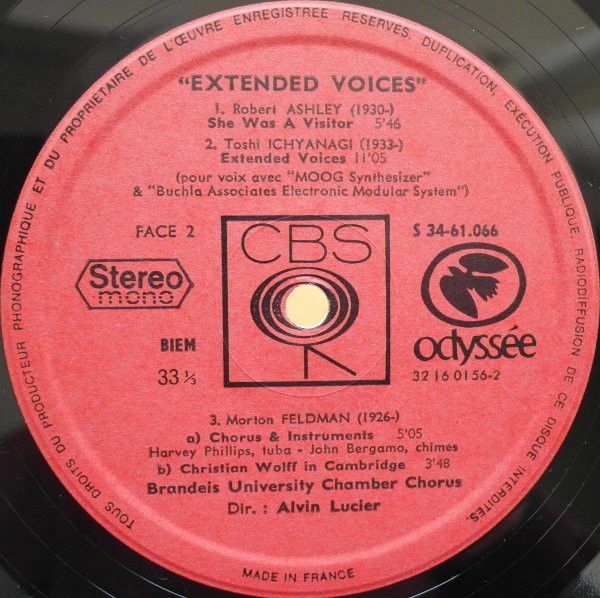 TOUS DROITS DU PRODUCTEUR PHONOGRAPHIQUE ET DU PROPRIETAIRE DE L'ŒUVRE ENREGISTREE RESERVES. DUPLICATION, EXECUTION PUBLIQUE, RADIODIFFUSION DE CE DISQUE INTERDITES.
"EXTENDED VOICES"
1. Robert ASHLEY (1930-)
She Was A Visitor 5'46
2. Toshi ICHYANAGI (1933-)
Extended Voices 11'05
(pour voix avec "MOOG Synthesizer"
& "Buchla Associates Electronic Modular System")
FACE 2
CBS
S 34-61.066
Stereo
mono
odyssée
BIEM
33 ⅓
32 16 0156-2
3. Morton FELDMAN (1926-)
a) Chorus & Instruments 5'05
Harvey Phillips, tuba - John Bergamo, chimes
b) Christian Wolff in Cambridge 3'48
Brandeis University Chamber Chorus
Dir. : Alvin Lucier
MADE IN FRANCE